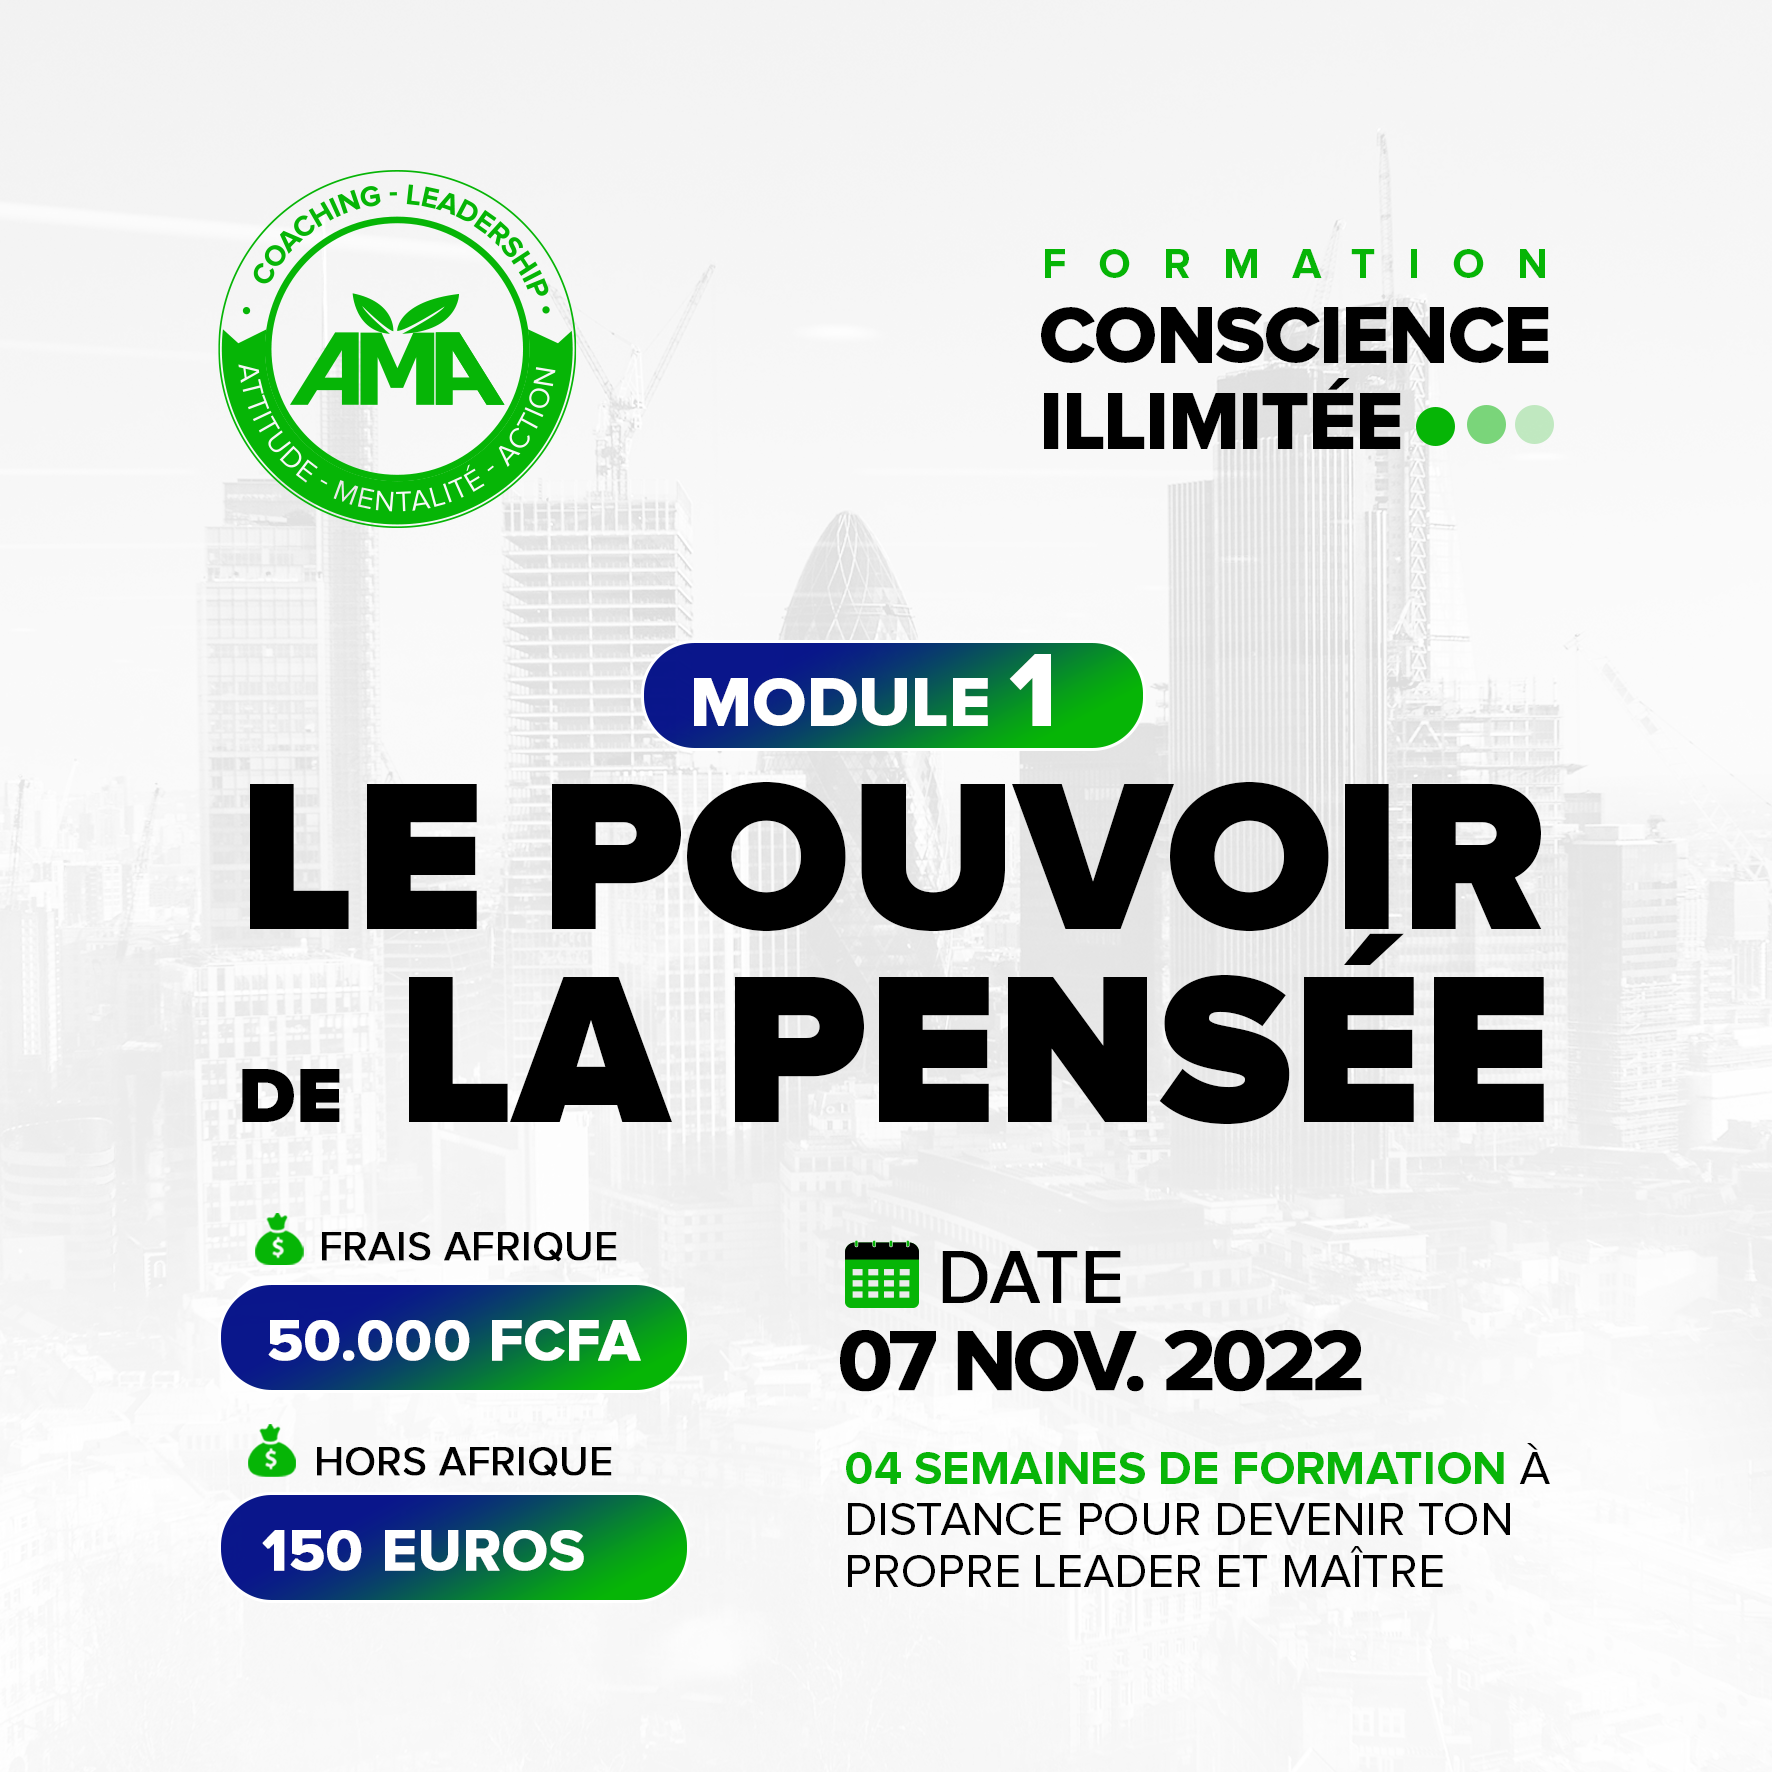 COACHING - LEADERSHIP
AMA
ATTITUDE - MENTALITÉ - ACTION
FORMATION
CONSCIENCE
ILLIMITÉE
MODULE 1
LE POUVOIR
DE LA PENSÉE
$ FRAIS AFRIQUE
50.000 FCFA
$ HORS AFRIQUE
150 EUROS
DATE
07 NOV. 2022
04 SEMAINES DE FORMATION À
DISTANCE POUR DEVENIR TON
PROPRE LEADER ET MAÎTRE